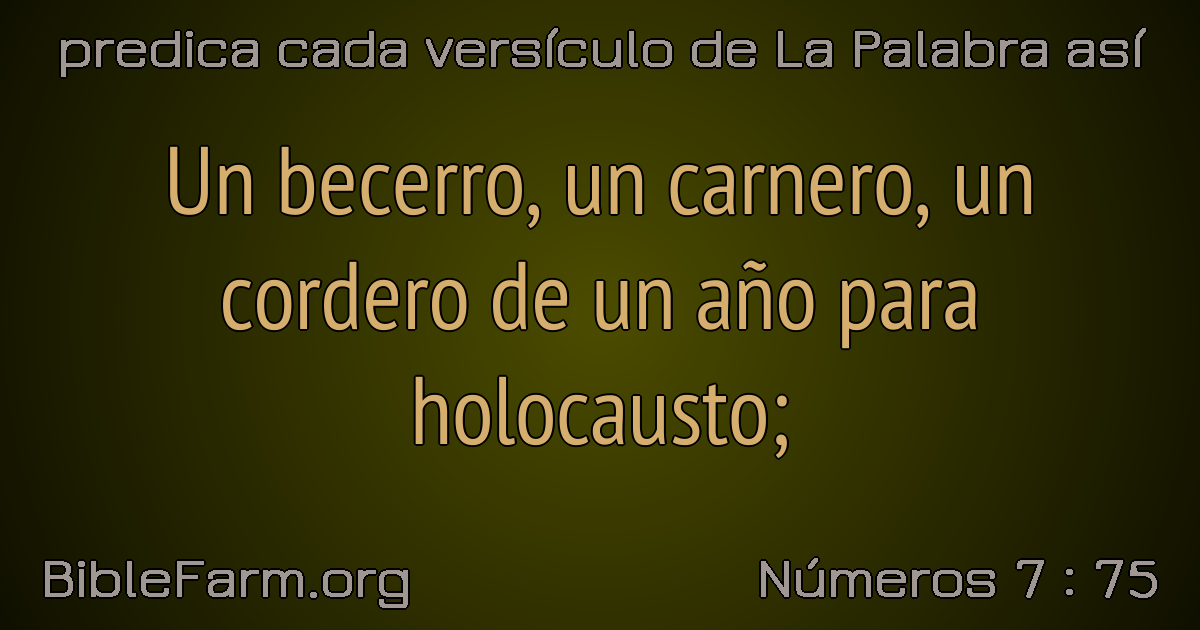 predica cada versículo de La Palabra así
Un becerro, un carnero, un
cordero de un año para
holocausto;
BibleFarm.org
Números 7 : 75